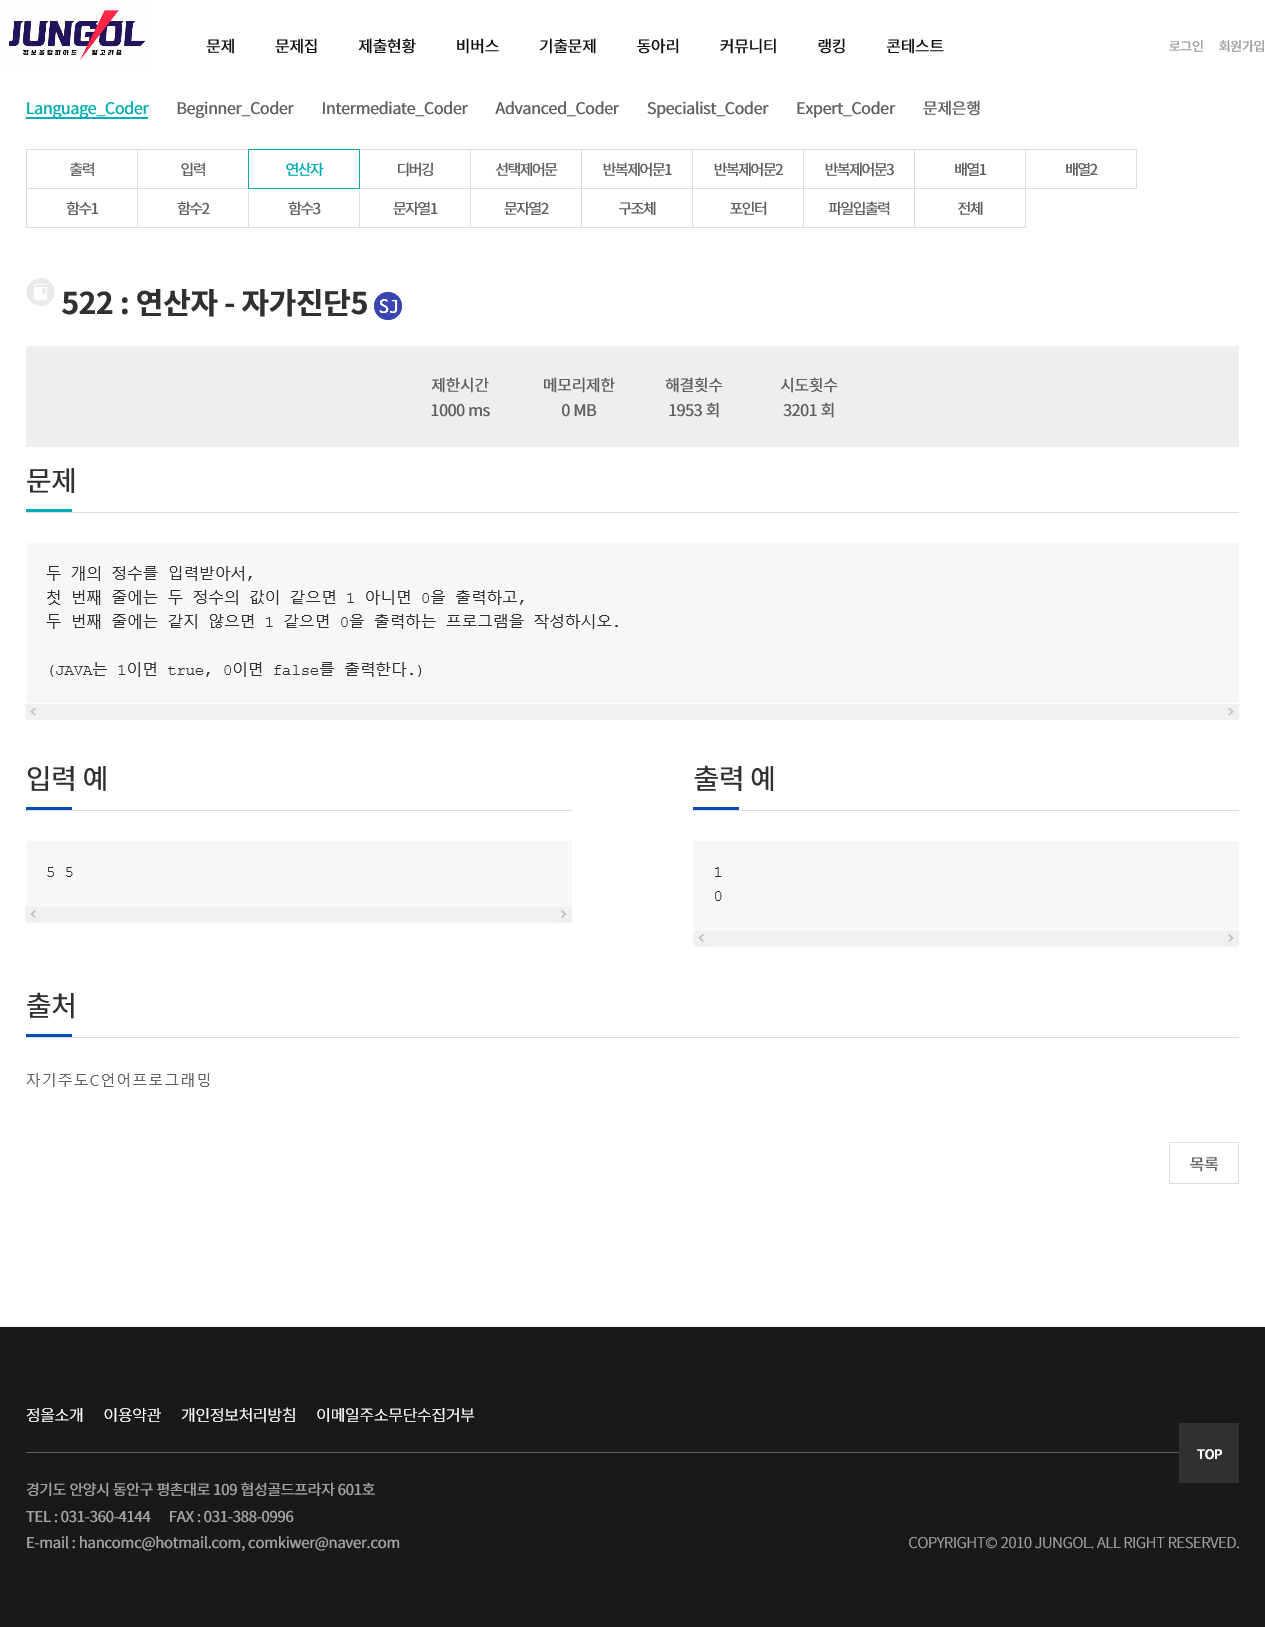 JUNGOL
정보올림피아드 알고리즘
문제 문제집 제출현황 비버스 기출문제 동아리 커뮤니티 랭킹 콘테스트 로그인 회원가입
Language_Coder Beginner_Coder Intermediate_Coder Advanced_Coder Specialist_Coder Expert_Coder 문제은행
출력 입력 연산자 디버깅 선택제어문 반복제어문1 반복제어문2 반복제어문3 배열1 배열2
함수1 함수2 함수3 문자열1 문자열2 구조체 포인터 파일입출력 전체
522 : 연산자 - 자가진단5 SJ
제한시간 메모리제한 해결횟수 시도횟수
1000 ms 0 MB 1953 회 3201 회
문제
두 개의 정수를 입력받아서,
첫 번째 줄에는 두 정수의 값이 같으면 1 아니면 0을 출력하고,
두 번째 줄에는 같지 않으면 1 같으면 0을 출력하는 프로그램을 작성하시오.
(JAVA는 1이면 true, 0이면 false를 출력한다.)
입력 예
5 5
출력 예
1
0
출처
자기주도C언어프로그래밍
목록
정올소개 이용약관 개인정보처리방침 이메일주소무단수집거부
TOP
경기도 안양시 동안구 평촌대로 109 협성골드프라자 601호
TEL : 031-360-4144 FAX : 031-388-0996
E-mail : hancomc@hotmail.com, comkiwer@naver.com
COPYRIGHT© 2010 JUNGOL. ALL RIGHT RESERVED.